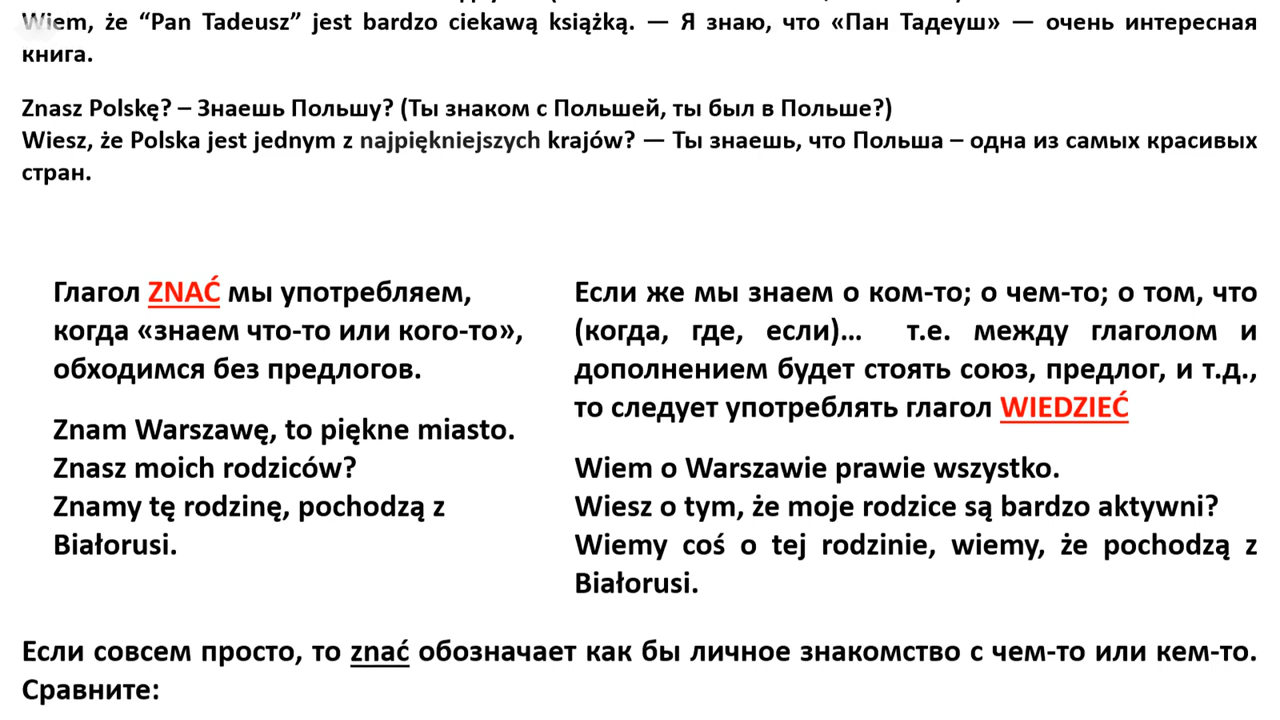 Wiem, że “Pan Tadeusz” jest bardzo ciekawą książką. — Я знаю, что «Пан Тадеуш» — очень интересная
книга.
Znasz Polskę? – Знаешь Польшу? (Ты знаком с Польшей, ты был в Польше?)
Wiesz, że Polska jest jednym z najpiękniejszych krajów? — Ты знаешь, что Польша – одна из самых красивых
стран.
Глагол ZNAĆ мы употребляем,
когда «знаем что-то или кого-то»,
обходимся без предлогов.
Znam Warszawę, to piękne miasto.
Znasz moich rodziców?
Znamy tę rodzinę, pochodzą z
Białorusi.
Если же мы знаем о ком-то; о чем-то; о том, что
(когда, где, если)… т.е. между глаголом и
дополнением будет стоять союз, предлог, и т.д.,
то следует употреблять глагол WIEDZIEĆ
Wiem o Warszawie prawie wszystko.
Wiesz o tym, że moje rodzice są bardzo aktywni?
Wiemy coś o tej rodzinie, wiemy, że pochodzą z
Białorusi.
Если совсем просто, то znać обозначает как бы личное знакомство с чем-то или кем-то.
Сравните: